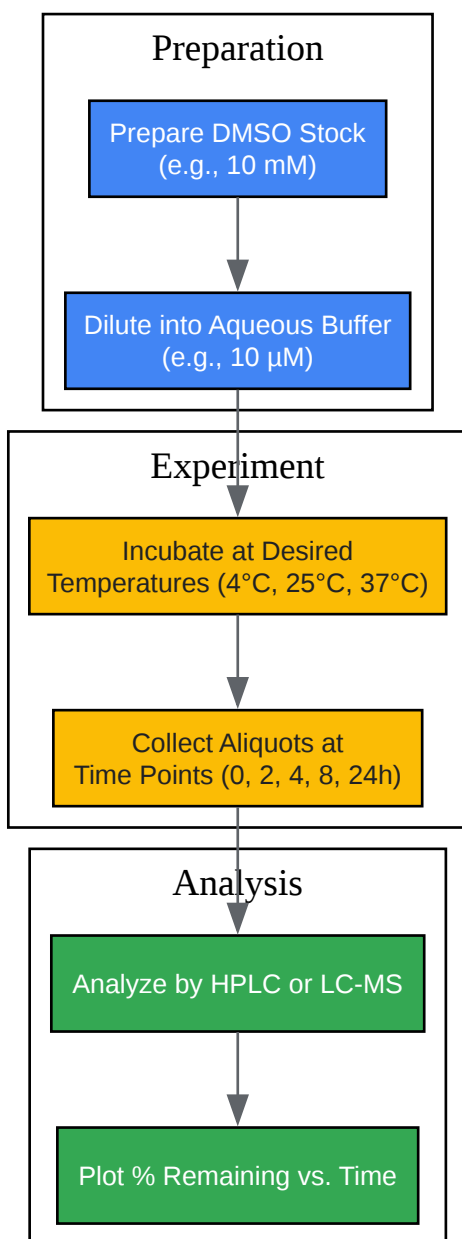 Preparation
Prepare DMSO Stock
(e.g., 10 mM)
Dilute into Aqueous Buffer
(e.g., 10 µM)
Experiment
Incubate at Desired
Temperatures (4°C, 25°C, 37°C)
Collect Aliquots at
Time Points (0, 2, 4, 8, 24h)
Analysis
Analyze by HPLC or LC-MS
Plot % Remaining vs. Time